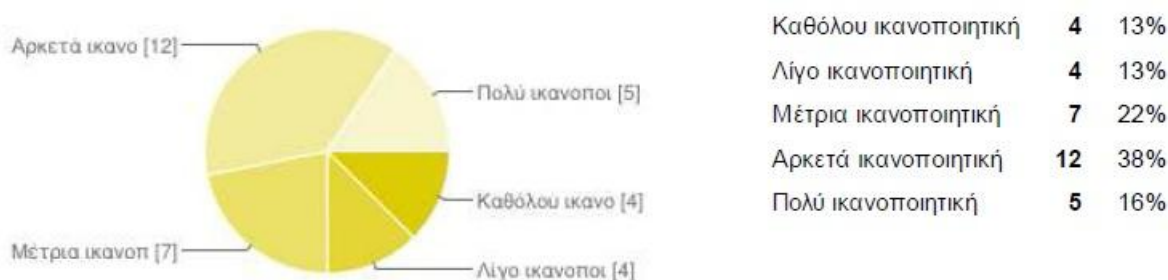 Αρκετά ικανο [12]
Πολύ ικανοποι [5]
Καθόλου ικανο [4]
Μέτρια ικανοπ [7]
Λίγο ικανοποι [4]
Καθόλου ικανοποιητική 4 13%
Λίγο ικανοποιητική 4 13%
Μέτρια ικανοποιητική 7 22%
Αρκετά ικανοποιητική 12 38%
Πολύ ικανοποιητική 5 16%